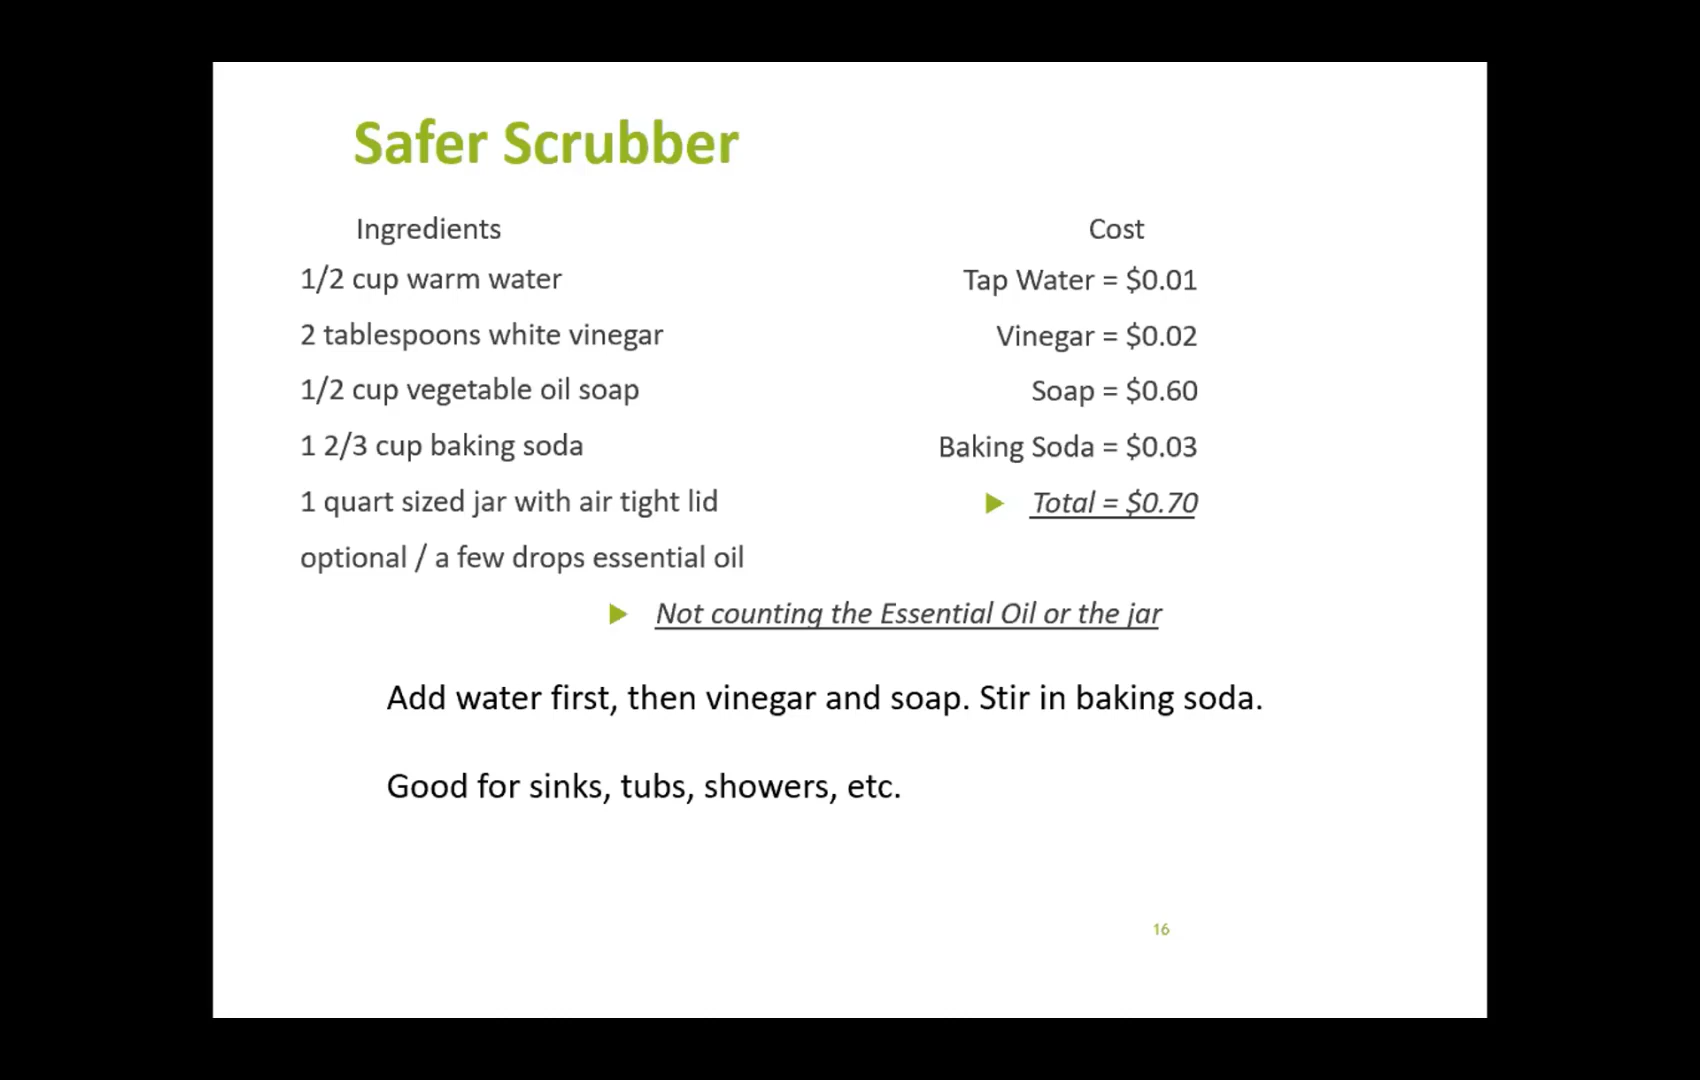 Safer Scrubber
Ingredients
1/2 cup warm water
2 tablespoons white vinegar
1/2 cup vegetable oil soap
1 2/3 cup baking soda
1 quart sized jar with air tight lid
optional / a few drops essential oil
Cost
Tap Water = $0.01
Vinegar = $0.02
Soap = $0.60
Baking Soda = $0.03
Total = $0.70
Not counting the Essential Oil or the jar
Add water first, then vinegar and soap. Stir in baking soda.
Good for sinks, tubs, showers, etc.
16